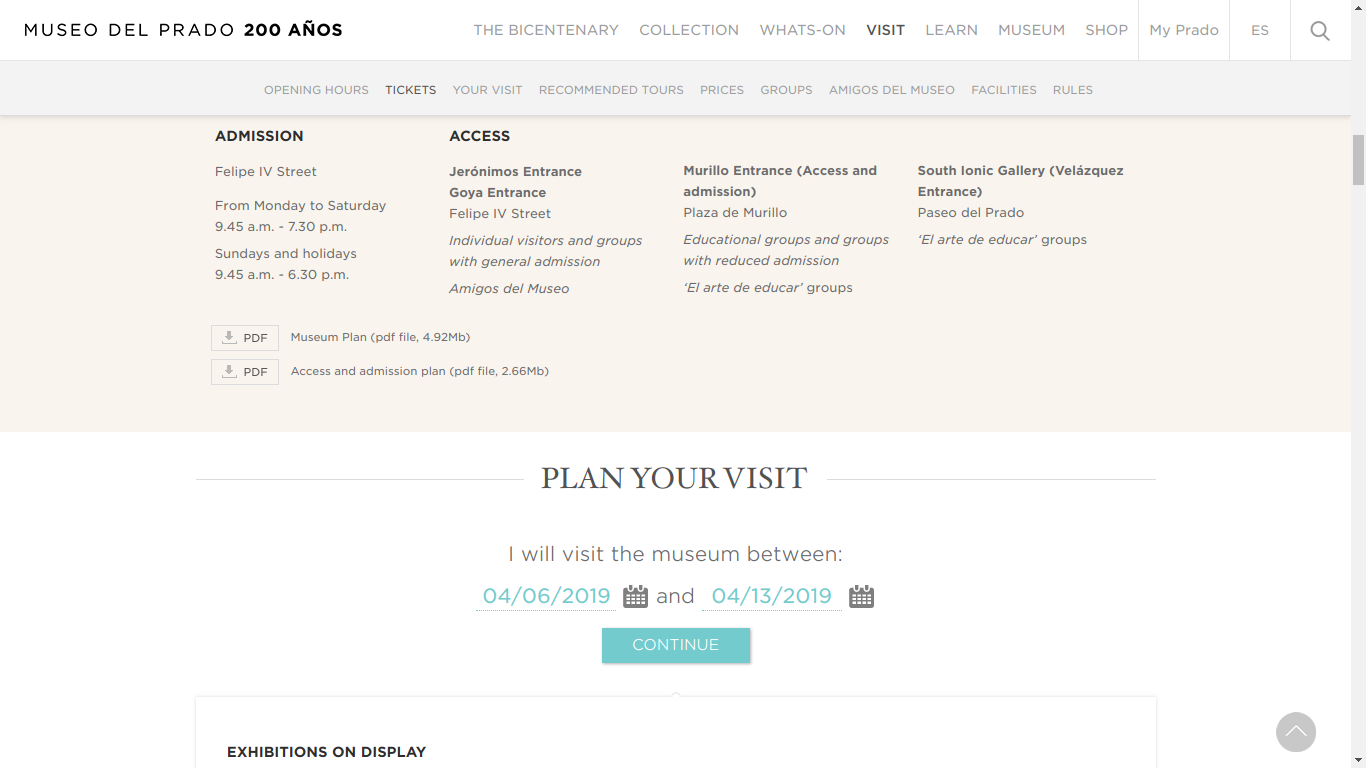 MUSEO DEL PRADO 200 AÑOS
THE BICENTENARY COLLECTION WHATS-ON VISIT LEARN MUSEUM SHOP My Prado ES
OPENING HOURS TICKETS YOUR VISIT RECOMMENDED TOURS PRICES GROUPS AMIGOS DEL MUSEO FACILITIES RULES
ADMISSION
Felipe IV Street
From Monday to Saturday
9.45 a.m. - 7.30 p.m.
Sundays and holidays
9.45 a.m. - 6.30 p.m.
ACCESS
Jerónimos Entrance
Goya Entrance
Felipe IV Street
Individual visitors and groups
with general admission
Amigos del Museo
Murillo Entrance (Access and
admission)
Plaza de Murillo
Educational groups and groups
with reduced admission
‘El arte de educar’ groups
South Ionic Gallery (Velázquez
Entrance)
Paseo del Prado
‘El arte de educar’ groups
PDF Museum Plan (pdf file, 4.92Mb)
PDF Access and admission plan (pdf file, 2.66Mb)
PLAN YOUR VISIT
I will visit the museum between:
04/06/2019 and 04/13/2019
CONTINUE
EXHIBITIONS ON DISPLAY